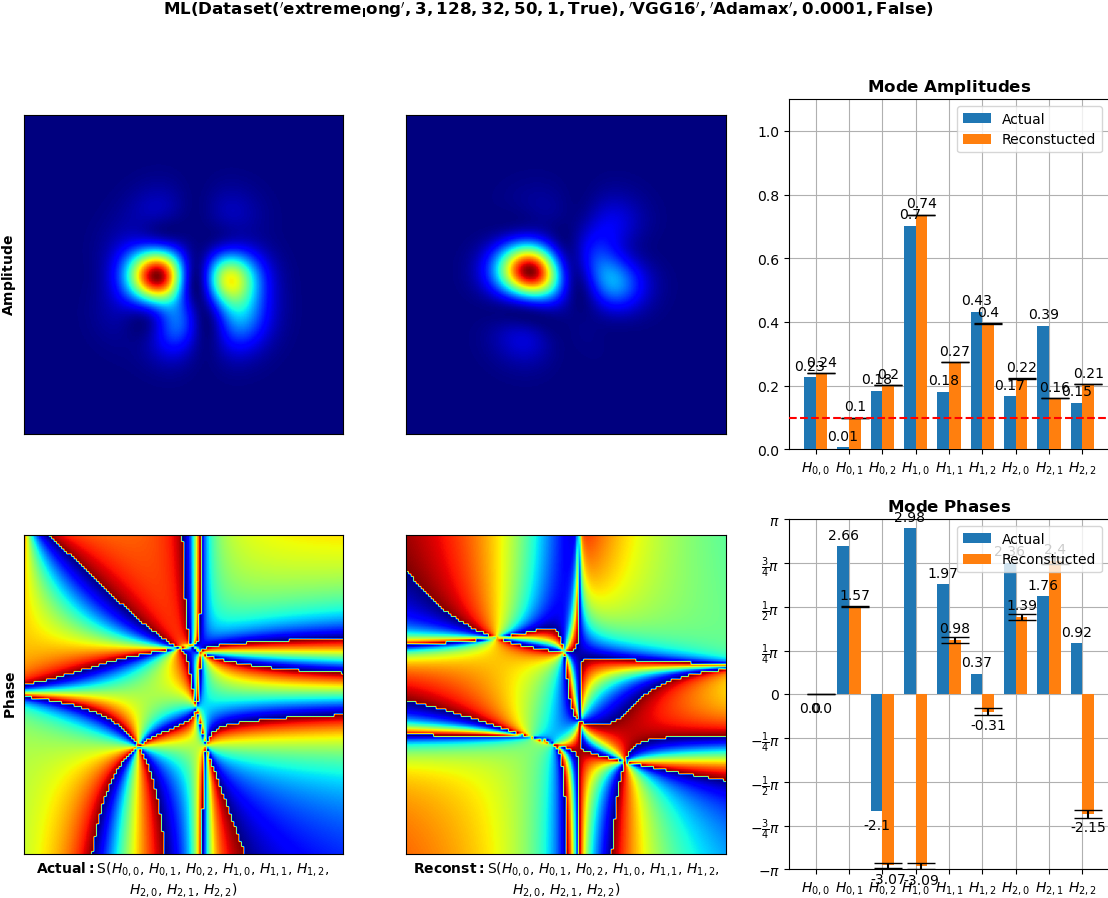 ML(Dataset('extreme_long', 3, 128, 32, 50, 1, True), 'VGG16', 'Adamax', 0.0001, False)
Amplitude
Mode Amplitudes
Actual
Reconstucted
1.0
0.8
0.6
0.4
0.2
0.0
0.23
0.24
0.01
0.1
0.18
0.2
0.7
0.74
0.18
0.27
0.43
0.4
0.17
0.22
0.39
0.16
0.15
0.21
H0,0 H0,1 H0,2 H1,0 H1,1 H1,2 H2,0 H2,1 H2,2
Phase
Mode Phases
Actual
Reconstucted
π
3/4π
1/2π
1/4π
0
−1/4π
−1/2π
−3/4π
−π
0.0
0.0
2.66
1.57
-2.1
-3.07
2.98
-3.09
1.97
0.98
0.37
-0.31
2.36
1.39
1.76
2.4
0.92
-2.15
H0,0 H0,1 H0,2 H1,0 H1,1 H1,2 H2,0 H2,1 H2,2
Actual: S(H0,0, H0,1, H0,2, H1,0, H1,1, H1,2,
H2,0, H2,1, H2,2)
Reconst: S(H0,0, H0,1, H0,2, H1,0, H1,1, H1,2,
H2,0, H2,1, H2,2)